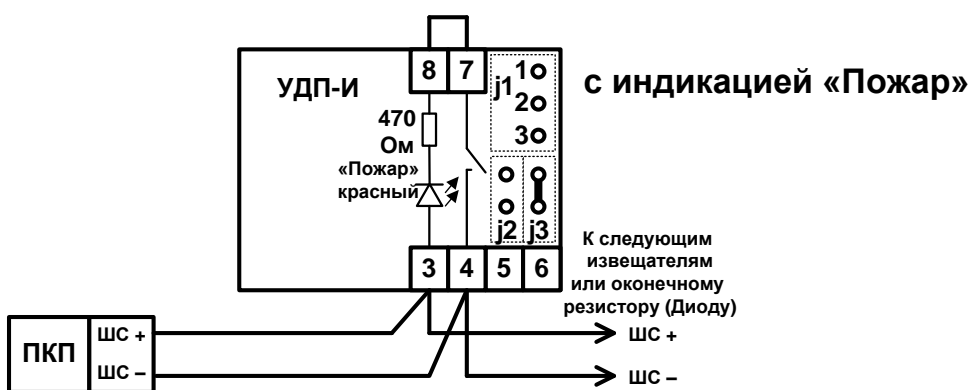 8 7
УДП-И
j1
1
2
3
с индикацией «Пожар»
470
Ом
«Пожар»
красный
j2 j3
3 4 5 6
К следующим
извещателям
или оконечному
резистору (Диоду)
ПКП
ШС +
ШС –
ШС +
ШС –